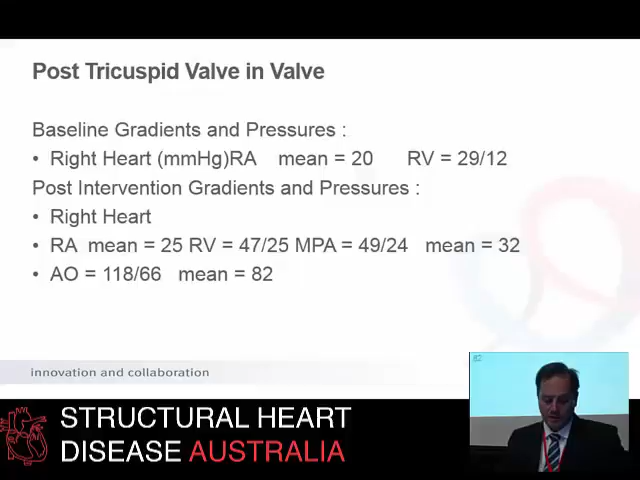 Post Tricuspid Valve in Valve
Baseline Gradients and Pressures :
• Right Heart (mmHg)RA mean = 20 RV = 29/12
Post Intervention Gradients and Pressures :
• Right Heart
• RA mean = 25 RV = 47/25 MPA = 49/24 mean = 32
• AO = 118/66 mean = 82
innovation and collaboration
82
STRUCTURAL HEART
DISEASE AUSTRALIA